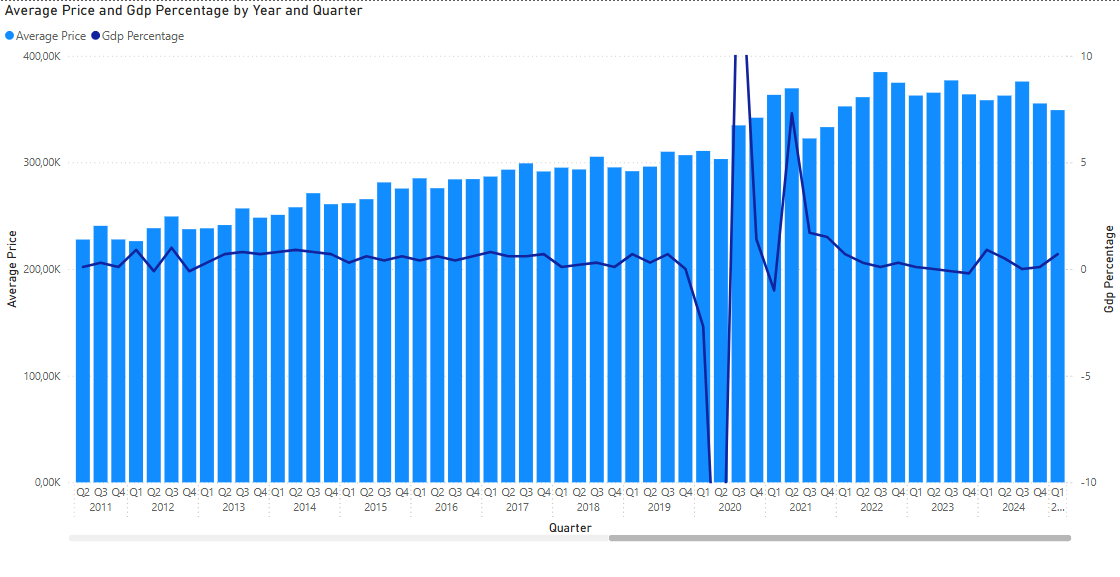 Average Price and Gdp Percentage by Year and Quarter
Average Price Gdp Percentage
400,00K
300,00K
200,00K
100,00K
0,00K
Average Price
10
5
0
-5
-10
Gdp Percentage
Q2 Q3 Q4 Q1 Q2 Q3 Q4 Q1 Q2 Q3 Q4 Q1 Q2 Q3 Q4 Q1 Q2 Q3 Q4 Q1 Q2 Q3 Q4 Q1 Q2 Q3 Q4 Q1 Q2 Q3 Q4 Q1 Q2 Q3 Q4 Q1 Q2 Q3 Q4 Q1 Q2 Q3 Q4 Q1 Q2 Q3 Q4 Q1 Q2 Q3 Q4 Q1 Q2 Q3 Q4 Q1
2011 2012 2013 2014 2015 2016 2017 2018 2019 2020 2021 2022 2023 2024 2...
Quarter